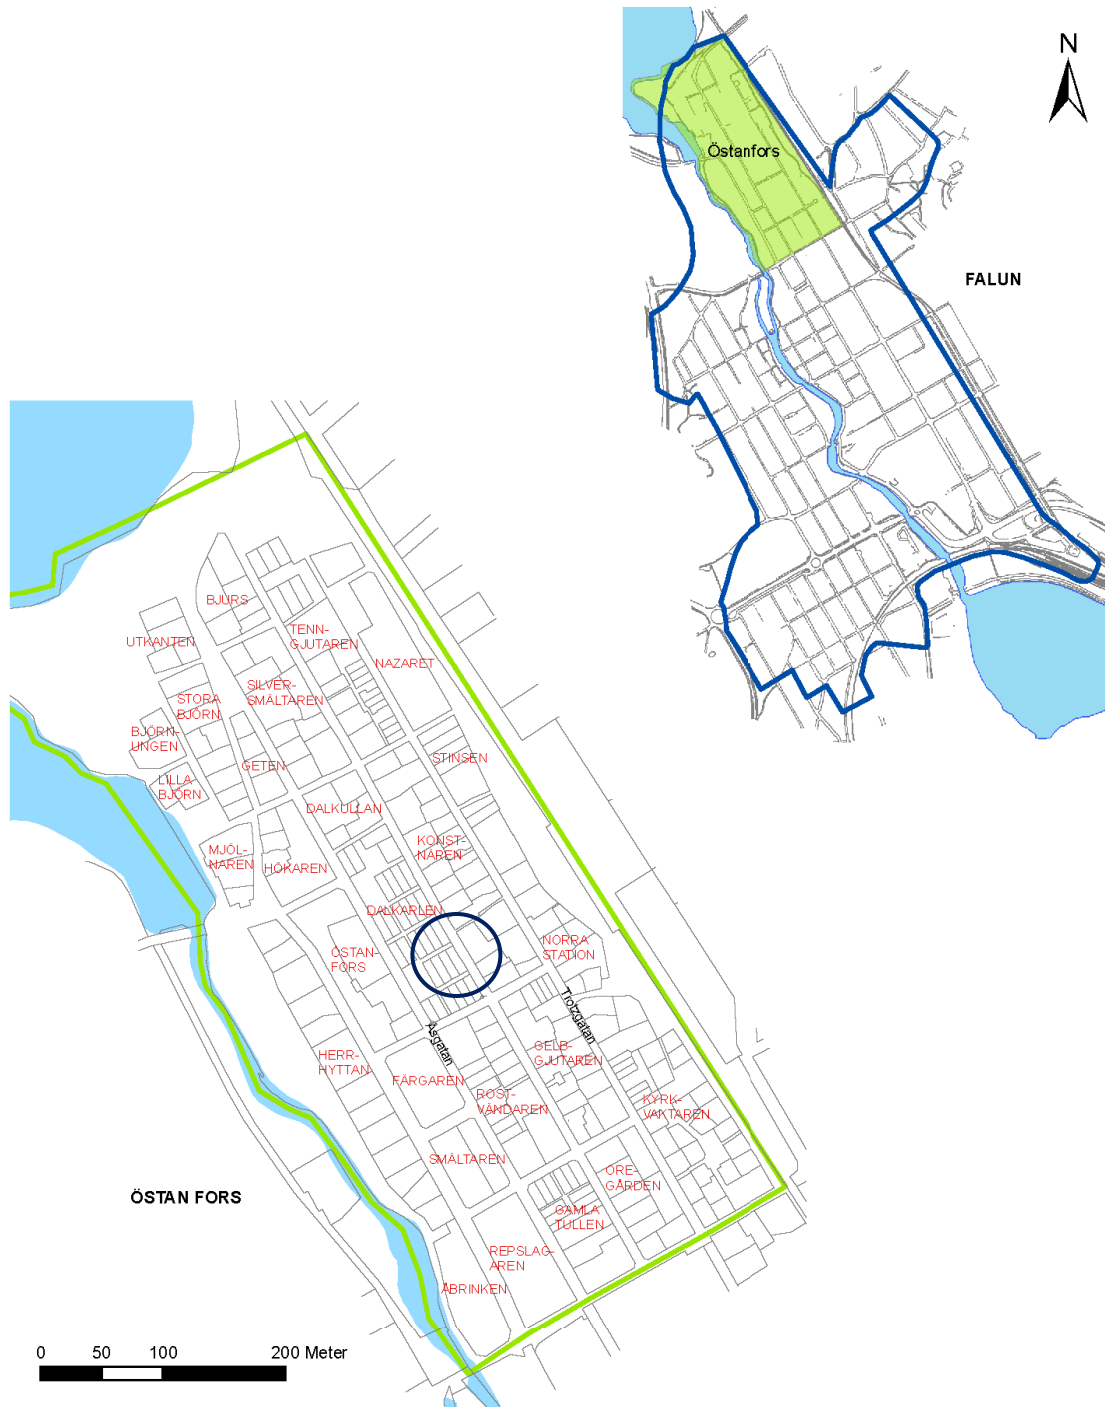 N
Östanfors
FALUN
BJURS
UTKANTEN
TENN-
GJUTAREN
NAZARET
SILVER-
SMÄLTAREN
STORA
BJÖRN
BJÖRN-
UNGEN
STINSEN
GETEN
LILLA
BJÖRN
DALKULLAN
KONST-
NÄREN
MJÖL-
NAREN
HÖKAREN
DALKARLEN
ÖSTAN-
FORS
NORRA
STATION
Trotzgatan
Åsgatan
GELB-
GJUTAREN
HERR-
HYTTAN
FÄRGAREN
ROST-
VÄNDAREN
KYRK-
VAKTAREN
SMÄLTAREN
ORE-
GÅRDEN
ÖSTAN FORS
GAMLA
TULLEN
REPSLAG-
AREN
ÅBRINKEN
0 50 100 200 Meter